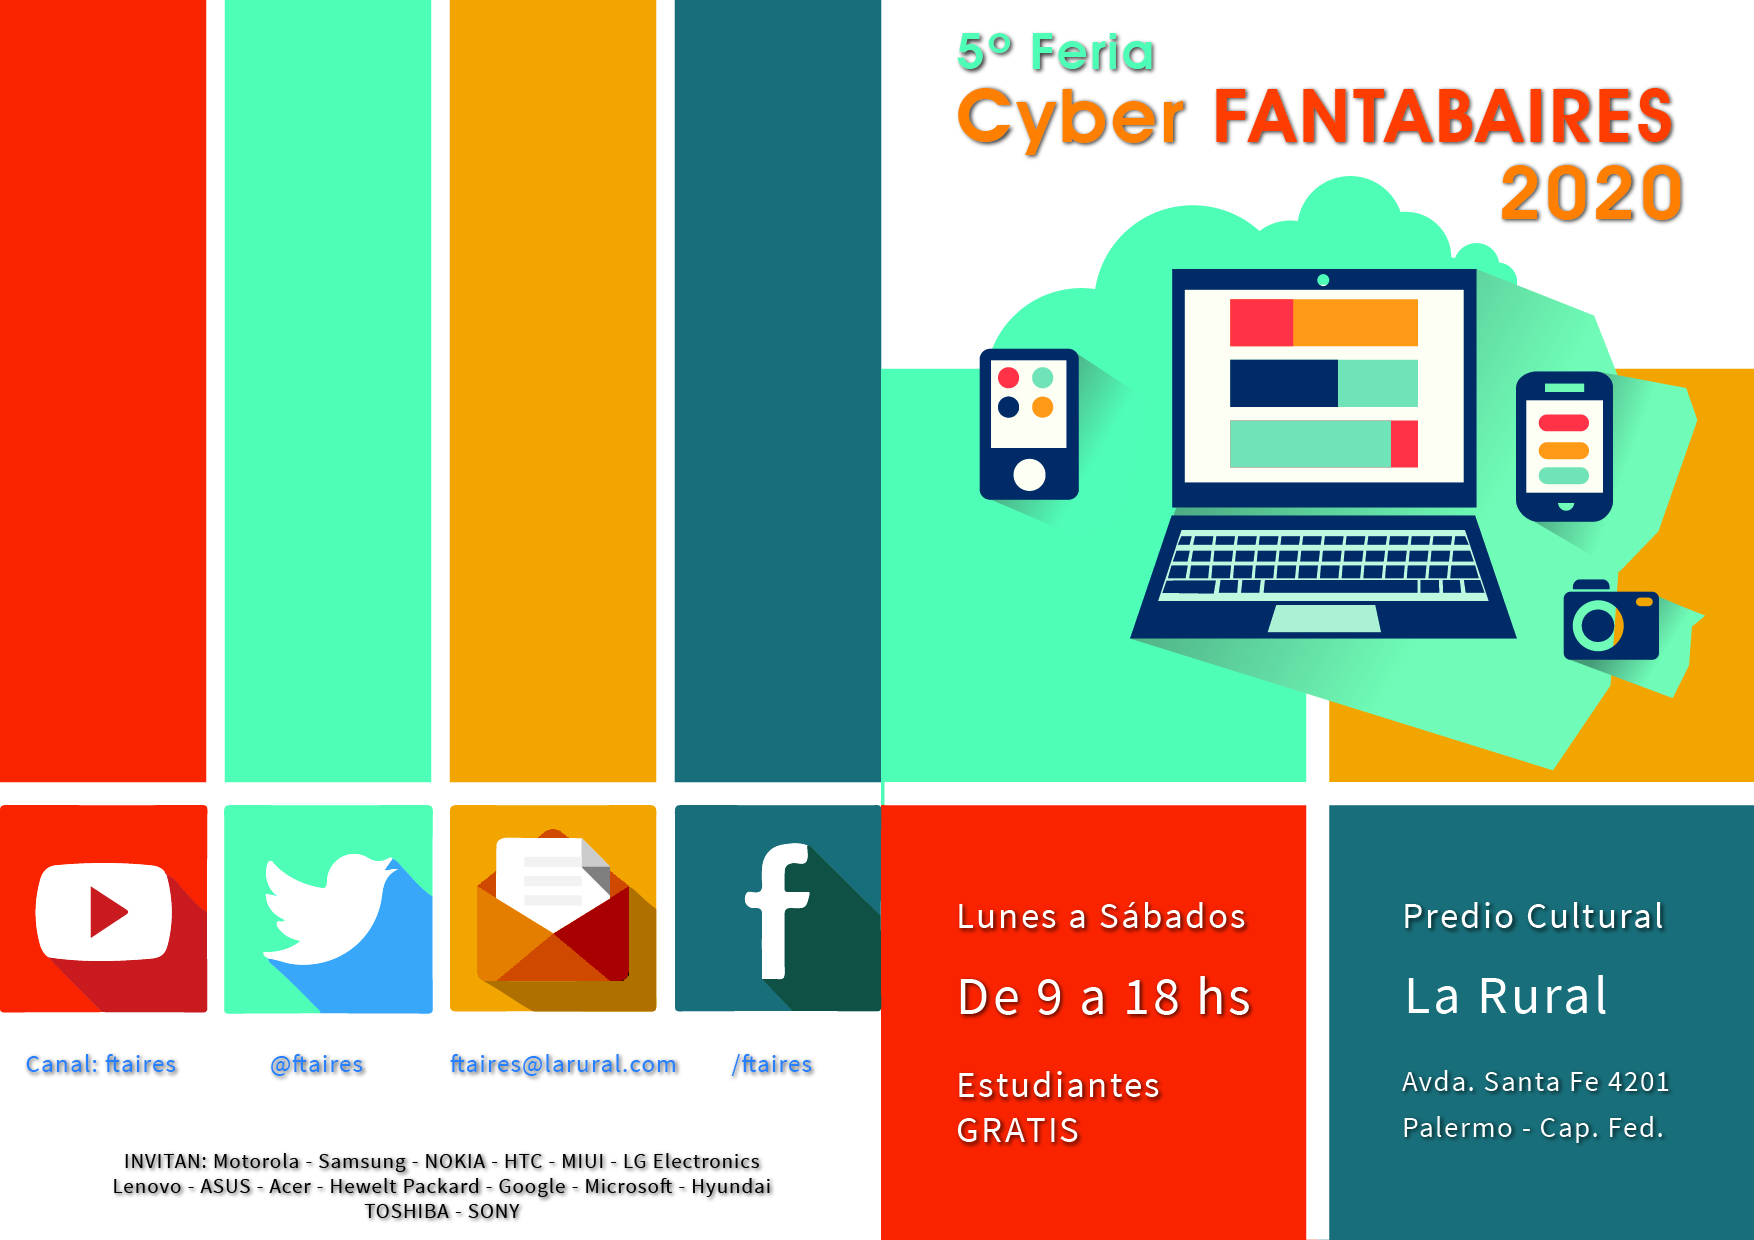 5º Feria
Cyber FANTABAIRES
2020
Canal: ftaires
@ftaires
ftaires@larural.com
/ftaires
INVITAN: Motorola - Samsung - NOKIA - HTC - MIUI - LG Electronics
Lenovo - ASUS - Acer - Hewelt Packard - Google - Microsoft - Hyundai
TOSHIBA - SONY
Lunes a Sábados
De 9 a 18 hs
Estudiantes
GRATIS
Predio Cultural
La Rural
Avda. Santa Fe 4201
Palermo - Cap. Fed.